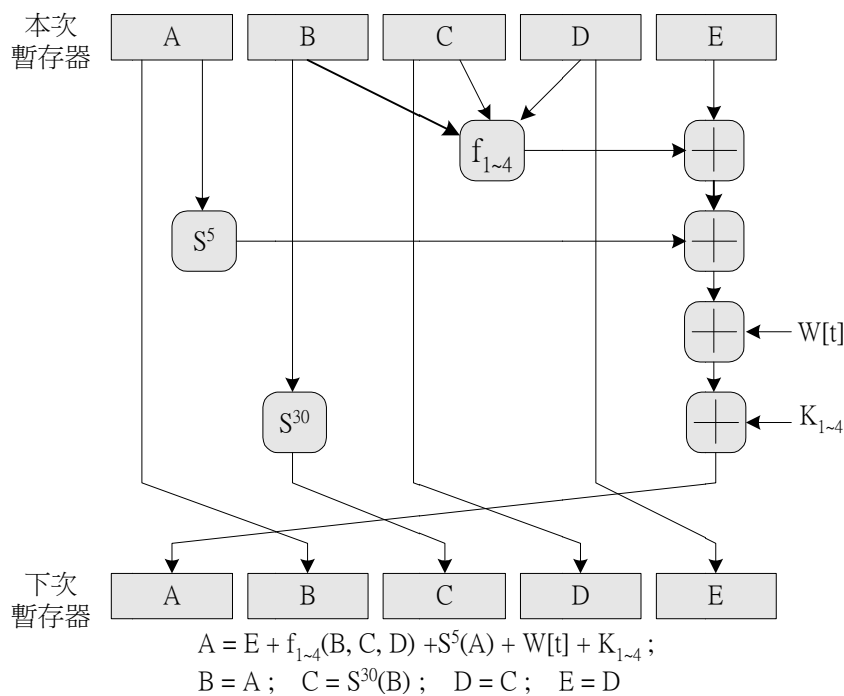 本次
暫存器
A B C D E
f₁~₄
S⁵
W[t]
S³⁰
K₁~₄
下次
暫存器
A B C D E
A = E + f₁~₄(B, C, D) +S⁵(A) + W[t] + K₁~₄ ;
B = A ; C = S³⁰(B) ; D = C ; E = D